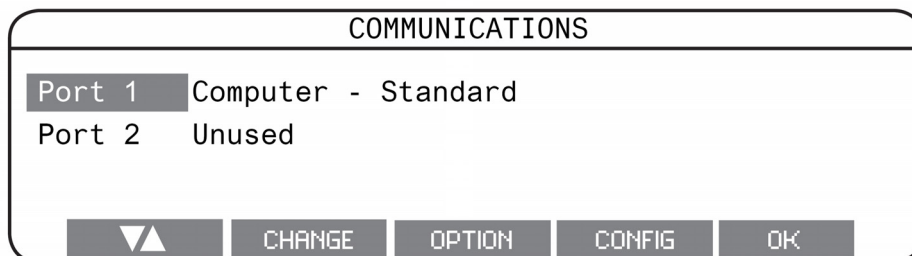 COMMUNICATIONS
Port 1 Computer - Standard
Port 2 Unused
▼▲ CHANGE OPTION CONFIG OK